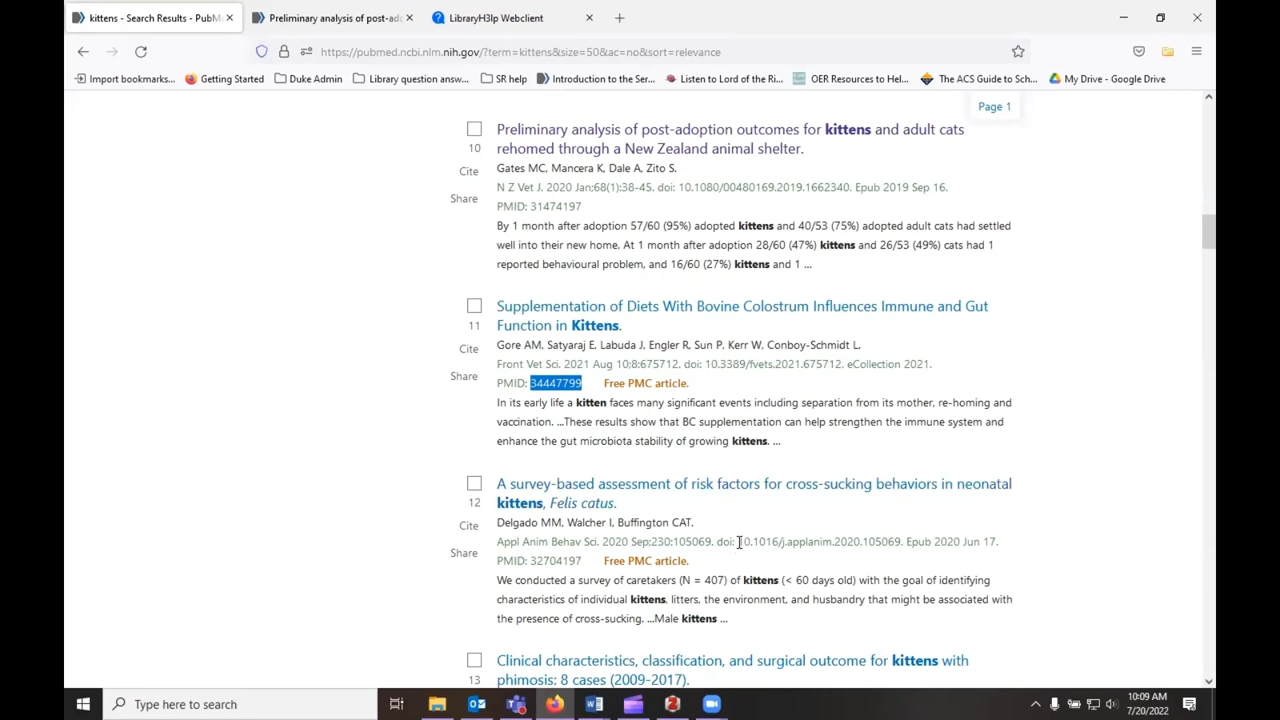 kittens - Search Results - PubM
Preliminary analysis of post-ado
LibraryH3lp Webclient
https://pubmed.ncbi.nlm.nih.gov/?term=kittens&size=50&ac=no&sort=relevance
Import bookmarks...
Getting Started
Duke Admin
Library question answ...
SR help
Introduction to the Ser...
Listen to Lord of the Ri...
OER Resources to Hel...
The ACS Guide to Sch...
My Drive - Google Drive
Page 1
Preliminary analysis of post-adoption outcomes for kittens and adult cats
10
rehomed through a New Zealand animal shelter.
Cite
Gates MC, Mancera K, Dale A, Zito S.
N Z Vet J. 2020 Jan;68(1):38-45. doi: 10.1080/00480169.2019.1662340. Epub 2019 Sep 16.
Share
PMID: 31474197
By 1 month after adoption 57/60 (95%) adopted kittens and 40/53 (75%) adopted adult cats had settled
well into their new home. At 1 month after adoption 28/60 (47%) kittens and 26/53 (49%) cats had 1
reported behavioural problem, and 16/60 (27%) kittens and 1 ...
Supplementation of Diets With Bovine Colostrum Influences Immune and Gut
11
Function in Kittens.
Cite
Gore AM, Satyaraj E, Labuda J, Engler R, Sun P, Kerr W, Conboy-Schmidt L.
Front Vet Sci. 2021 Aug 10;8:675712. doi: 10.3389/fvets.2021.675712. eCollection 2021.
Share
PMID: 34447799 Free PMC article.
In its early life a kitten faces many significant events including separation from its mother, re-homing and
vaccination. ...These results show that BC supplementation can help strengthen the immune system and
enhance the gut microbiota stability of growing kittens. ...
A survey-based assessment of risk factors for cross-sucking behaviors in neonatal
12
kittens, Felis catus.
Cite
Delgado MM, Walcher I, Buffington CAT.
Appl Anim Behav Sci. 2020 Sep;230:105069. doi: 10.1016/j.applanim.2020.105069. Epub 2020 Jun 17.
Share
PMID: 32704197 Free PMC article.
We conducted a survey of caretakers (N = 407) of kittens (< 60 days old) with the goal of identifying
characteristics of individual kittens, litters, the environment, and husbandry that might be associated with
the presence of cross-sucking. ...Male kittens ...
Clinical characteristics, classification, and surgical outcome for kittens with
13
phimosis: 8 cases (2009-2017).
Type here to search
10:09 AM
7/20/2022